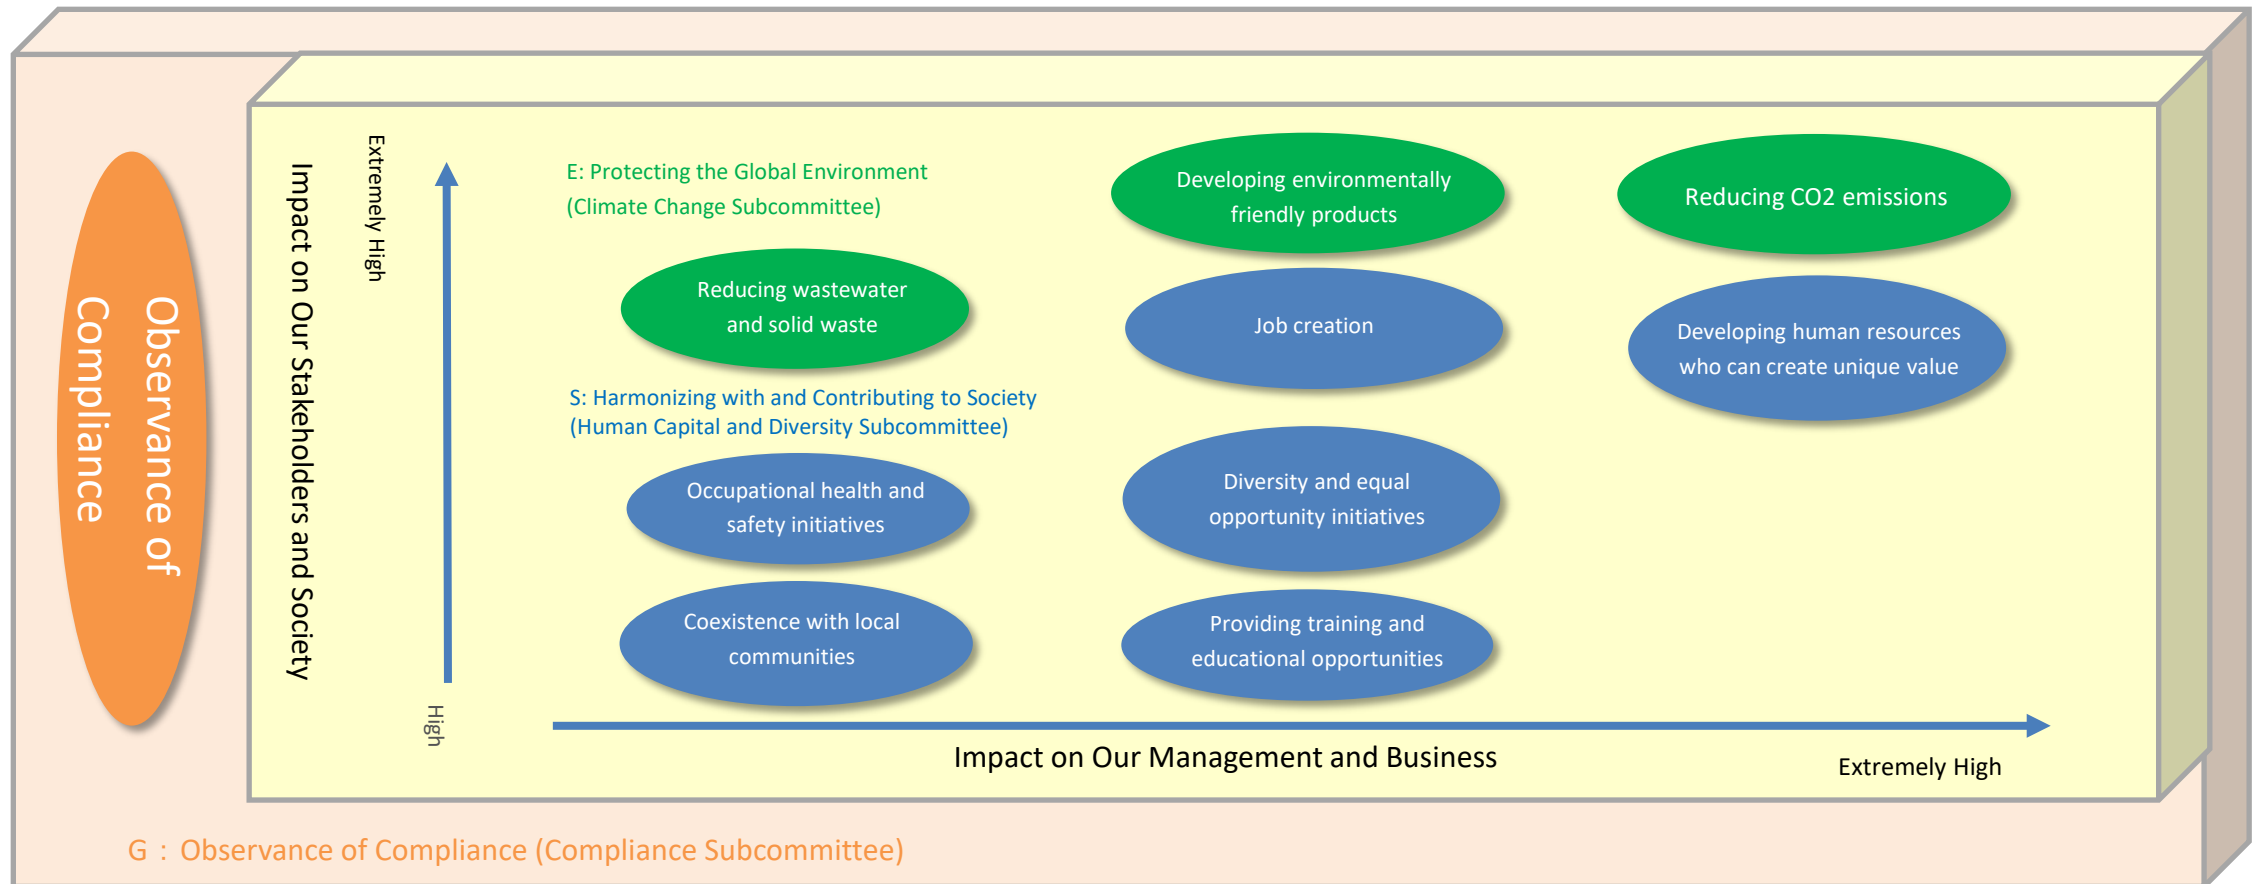 Observance of
Compliance
Impact on Our Stakeholders and Society
Extremely High
High
E: Protecting the Global Environment
(Climate Change Subcommittee)
Developing environmentally
friendly products
Reducing CO2 emissions
Reducing wastewater
and solid waste
Job creation
Developing human resources
who can create unique value
S: Harmonizing with and Contributing to Society
(Human Capital and Diversity Subcommittee)
Occupational health and
safety initiatives
Diversity and equal
opportunity initiatives
Coexistence with local
communities
Providing training and
educational opportunities
Impact on Our Management and Business
Extremely High
G : Observance of Compliance (Compliance Subcommittee)